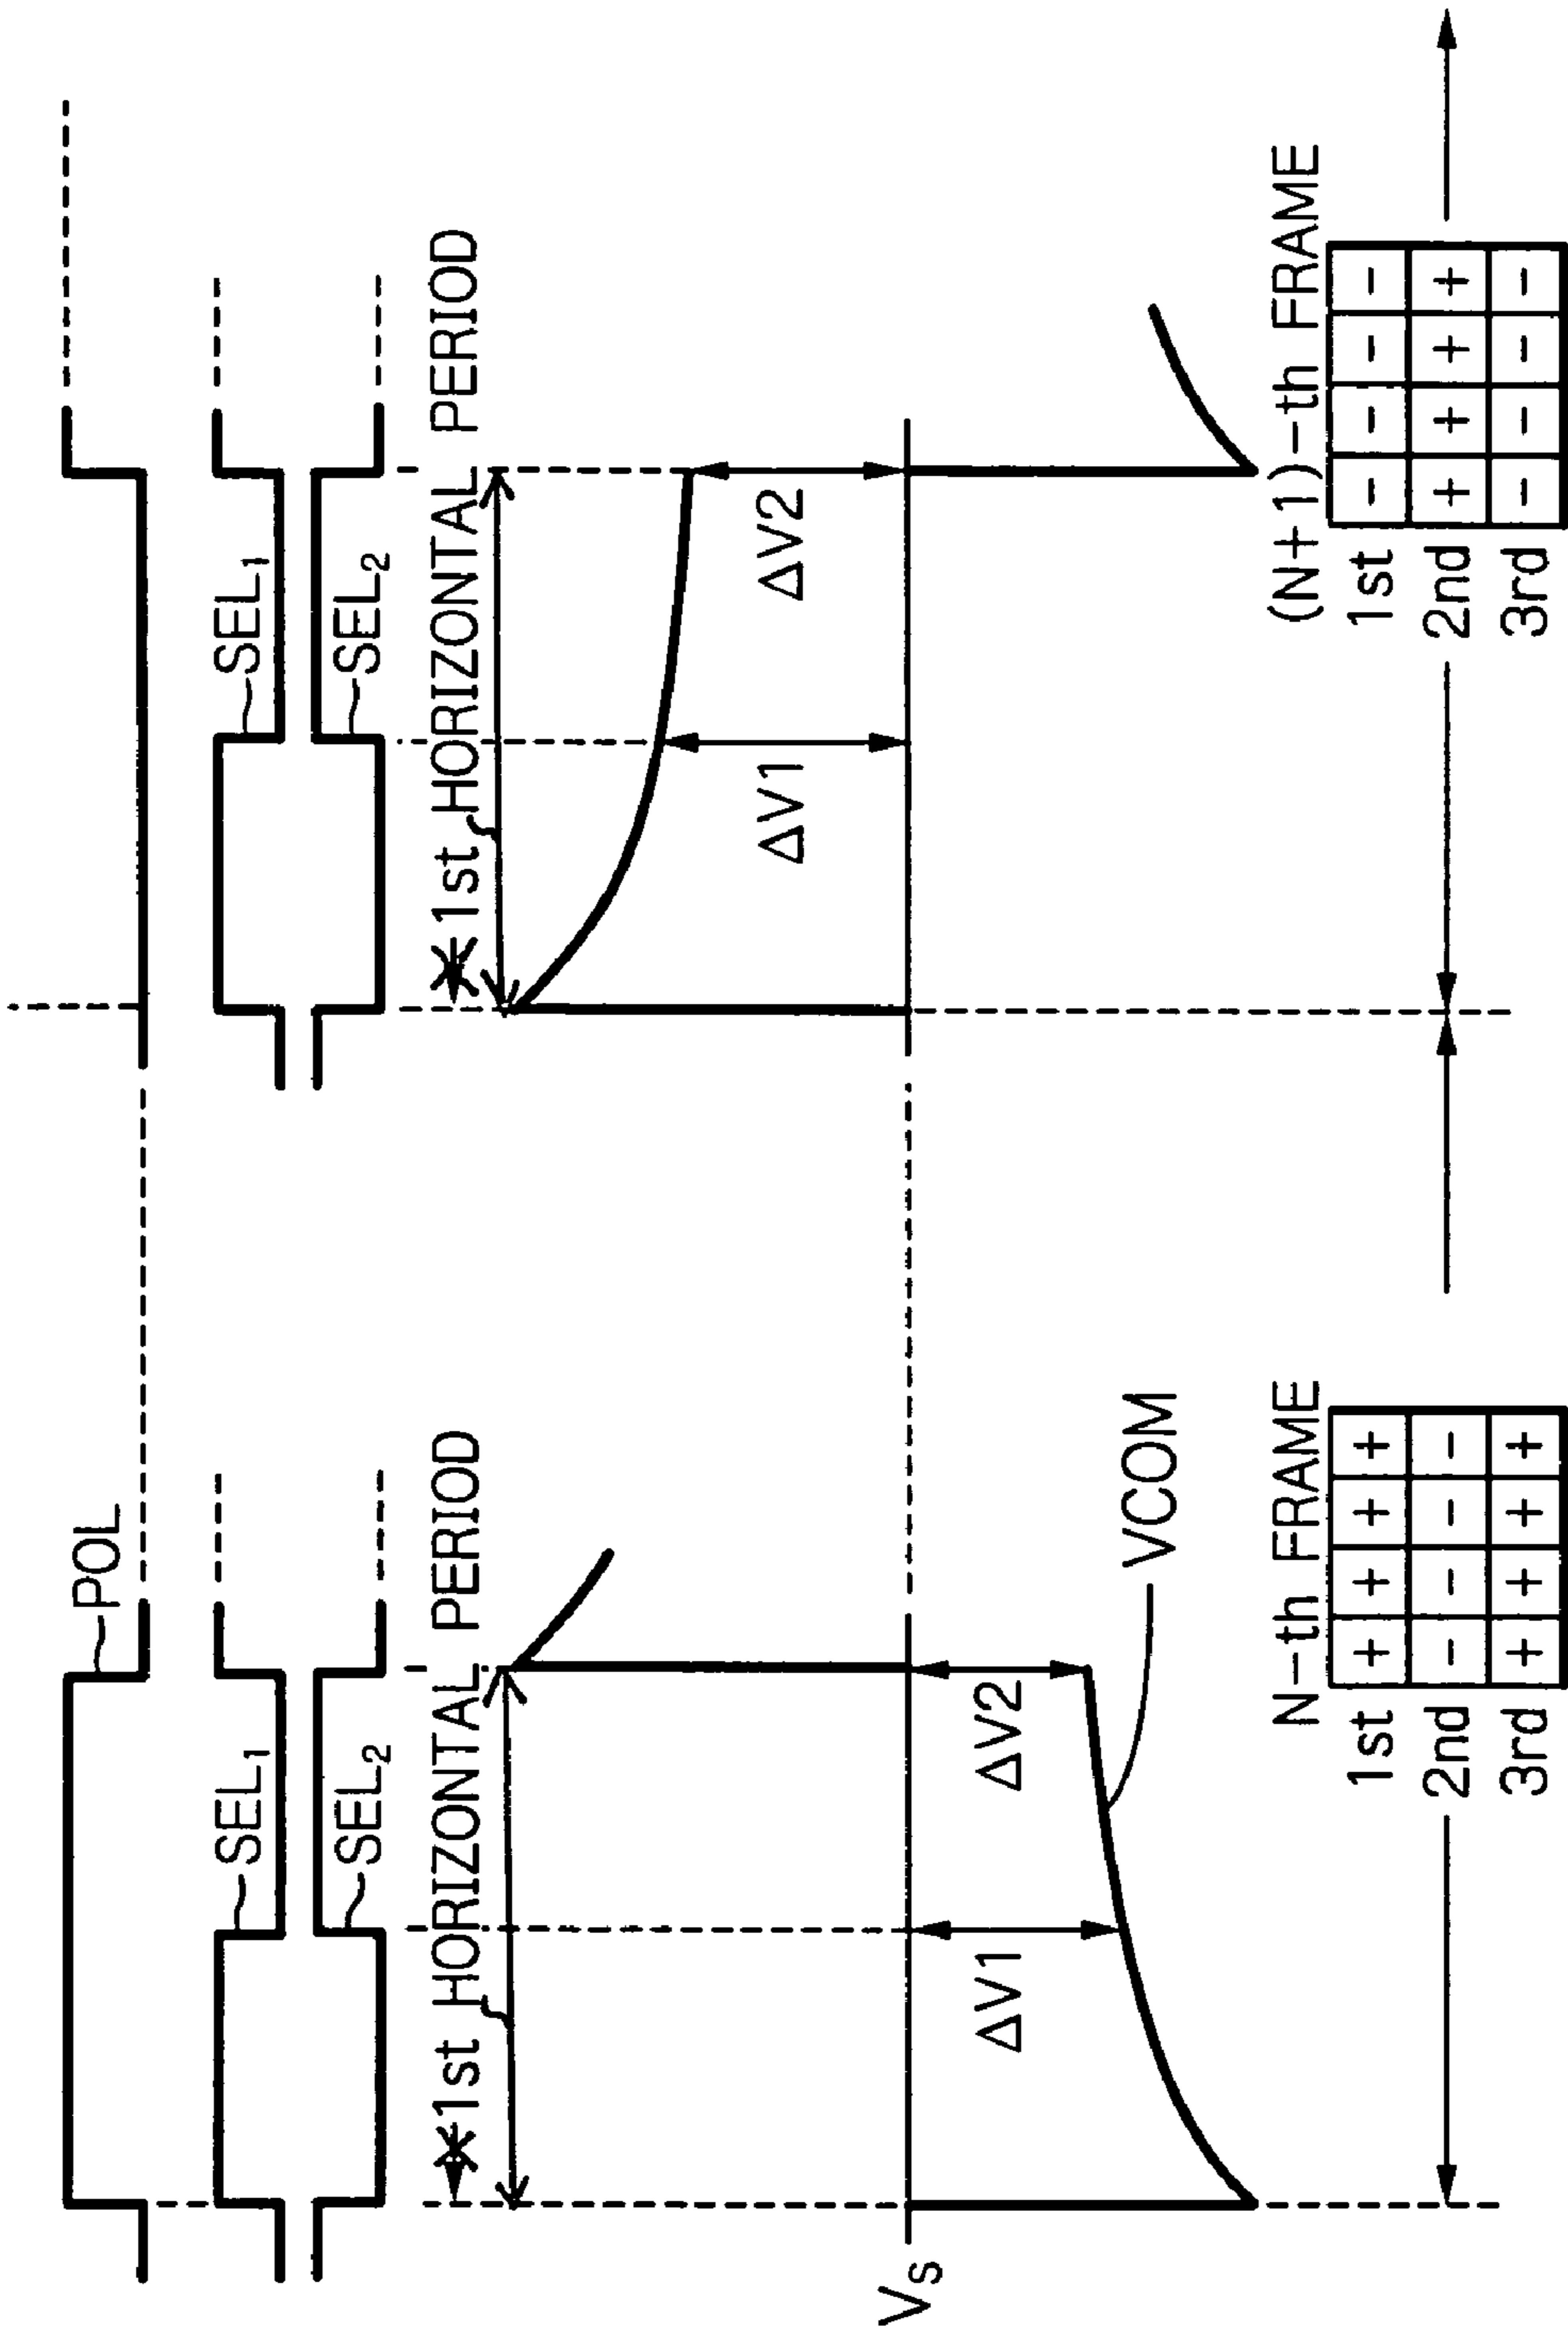 POL
SEL1
SEL1
SEL2
SEL2
*1st HORIZONTAL PERIOD
*1st HORIZONTAL PERIOD
VS
ΔV1
ΔV2
ΔV1
ΔV2
VCOM
N-th FRAME
1st + + + +
2nd - - - -
3rd + + + +
(N+1)-th FRAME
1st - - - -
2nd + + + +
3rd - - - -